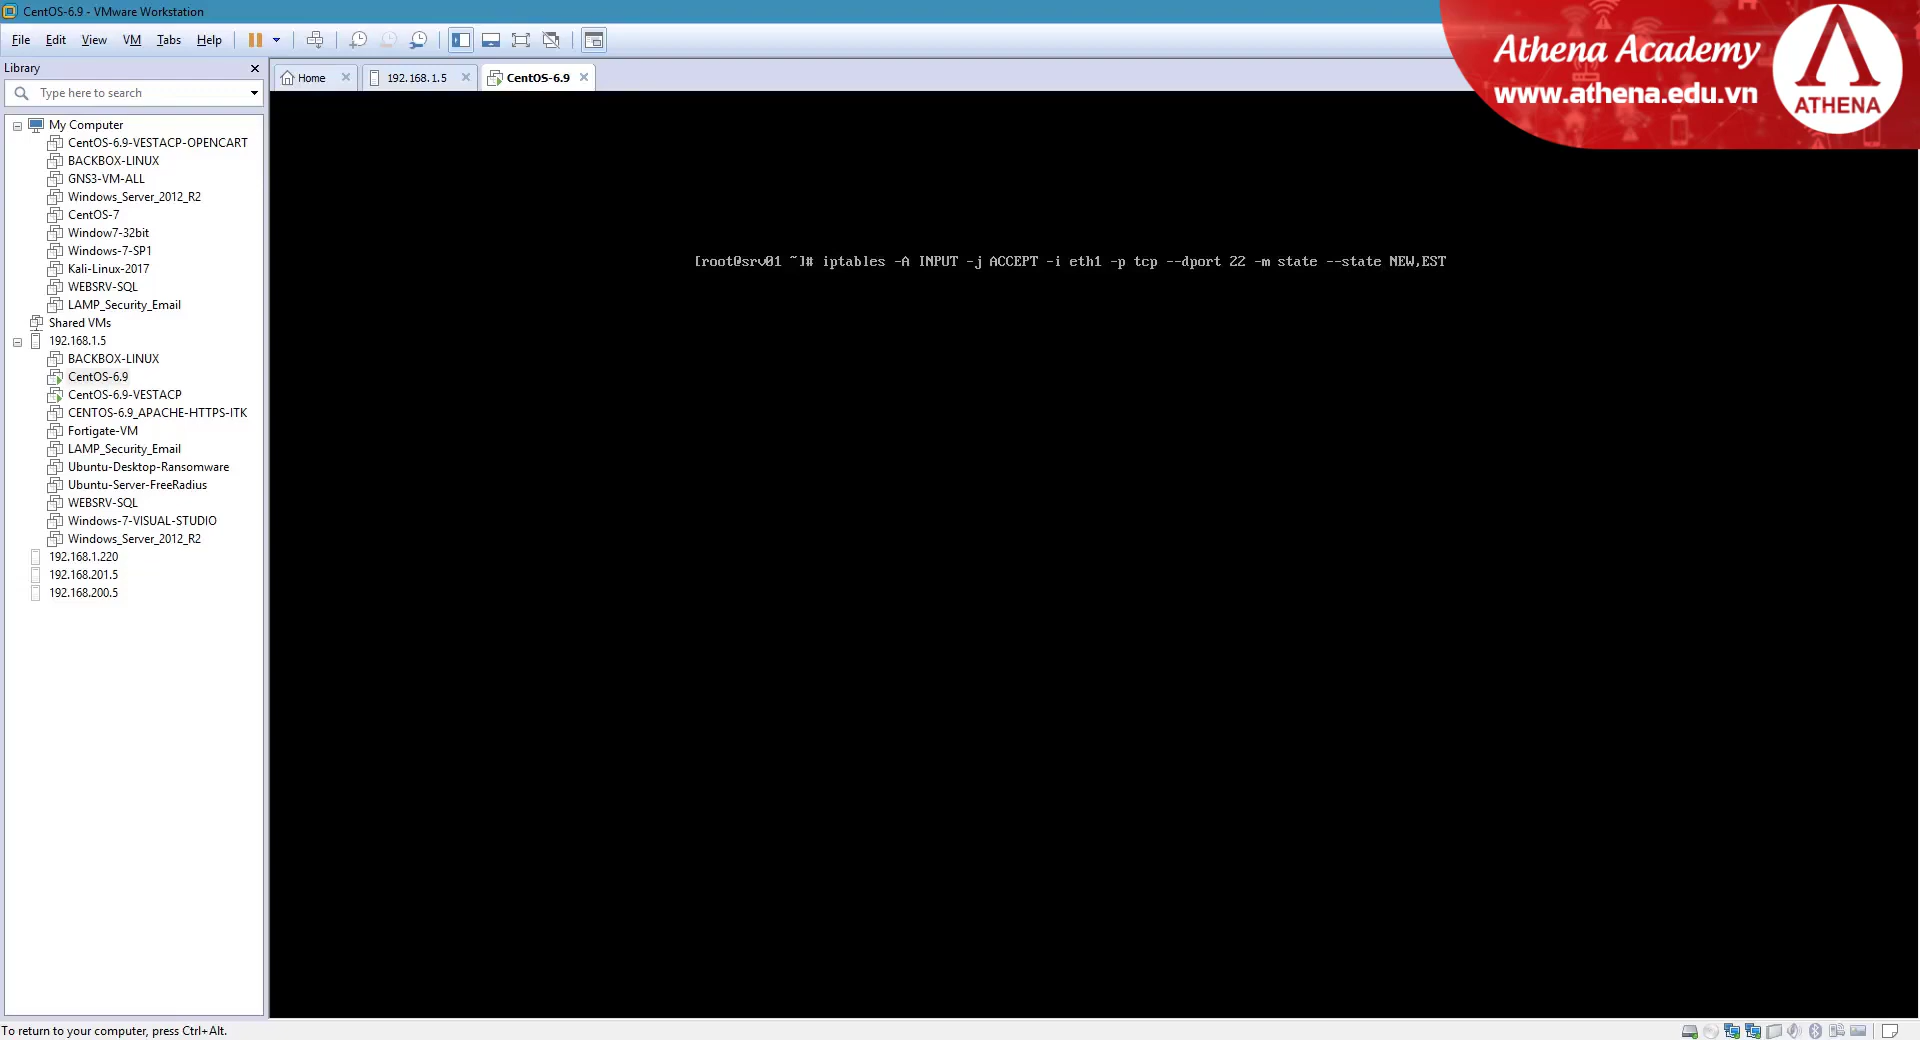 CentOS-6.9 - VMware Workstation
File Edit View VM Tabs Help
Athena Academy
www.athena.edu.vn
ATHENA
Library
Type here to search
Home
192.168.1.5
CentOS-6.9
My Computer
CentOS-6.9-VESTACP-OPENCART
BACKBOX-LINUX
GNS3-VM-ALL
Windows_Server_2012_R2
CentOS-7
Window7-32bit
Windows-7-SP1
Kali-Linux-2017
WEBSRV-SQL
LAMP_Security_Email
Shared VMs
192.168.1.5
BACKBOX-LINUX
CentOS-6.9
CentOS-6.9-VESTACP
CENTOS-6.9_APACHE-HTTPS-ITK
Fortigate-VM
LAMP_Security_Email
Ubuntu-Desktop-Ransomware
Ubuntu-Server-FreeRadius
WEBSRV-SQL
Windows-7-VISUAL-STUDIO
Windows_Server_2012_R2
192.168.1.220
192.168.201.5
192.168.200.5
[root@srv01 ~]# iptables -A INPUT -j ACCEPT -i eth1 -p tcp --dport 22 -m state --state NEW,EST
To return to your computer, press Ctrl+Alt.